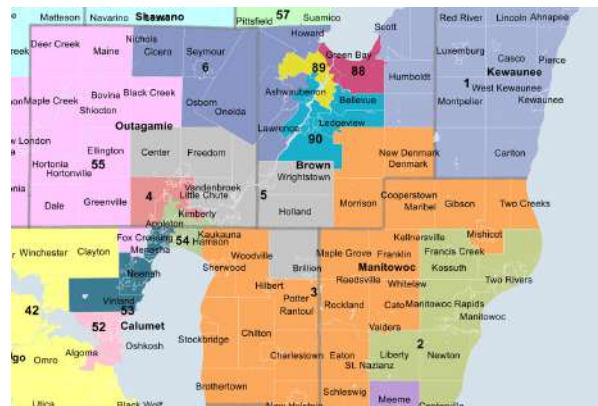 Matteson
Navarino
Shawano
Pittsfield
57
Suamico
Red River
Lincoln
Ahnapee
Deer Creek
Maine
Nichols
Cicero
Seymour
6
Howard
Scott
Green Bay
89
88
Luxemburg
Casco
Pierce
Kewaunee
1
West Kewaunee
Kewaunee
Montpelier
Humboldt
Bovina
Black Creek
Maple Creek
Shiocton
Osborn
Oneida
Ashwaubenon
Bellevue
Ledgeview
Outagamie
Lawrence
90
Brown
New Denmark
Denmark
Carlton
New London
Ellington
55
Hortonia
Hortonville
Center
Freedom
Wrightstown
Vandenbroek
Little Chute
4
5
Kimberly
Dale
Greenville
Appleton
Holland
Morrison
Cooperstown
Maribel
Gibson
Two Creeks
Fox Crossing
Menasha
54
Kaukauna
Harrison
Winchester
Clayton
Neenah
Woodville
Sherwood
Brillion
Hilbert
Maple Grove
Kellnersville
Franklin
Mishicot
Francis Creek
Manitowoc
Kossuth
Reedsville
Whitelaw
Two Rivers
Vinland
53
42
52
Calumet
Potter
3
Rantoul
Rockland
Cato
Manitowoc Rapids
Manitowoc
Valders
Omro
Algoma
Oshkosh
Stockbridge
Chilton
2
Charlestown
Eaton
Liberty
Newton
St. Nazianz
Brothertown
Schleswig
Meeme
Utica
Black Wolf
New Holstein
Centerville